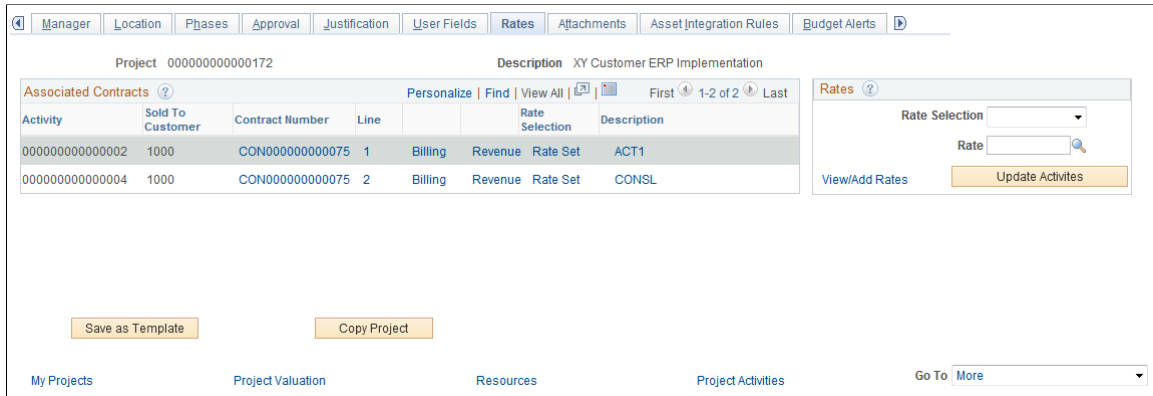 Manager Location Phases Approval Justification User Fields Rates Attachments Asset Integration Rules Budget Alerts
Project 000000000000172 Description XY Customer ERP Implementation
Associated Contracts ? Personalize | Find | View All | | First 1-2 of 2 Last
Activity Sold To Customer Contract Number Line Rate Selection Description
000000000000002 1000 CON000000000075 1 Billing Revenue Rate Set ACT1
000000000000004 1000 CON000000000075 2 Billing Revenue Rate Set CONSL
Rates ?
Rate Selection
Rate
View/Add Rates Update Activites
Save as Template Copy Project
My Projects Project Valuation Resources Project Activities Go To More